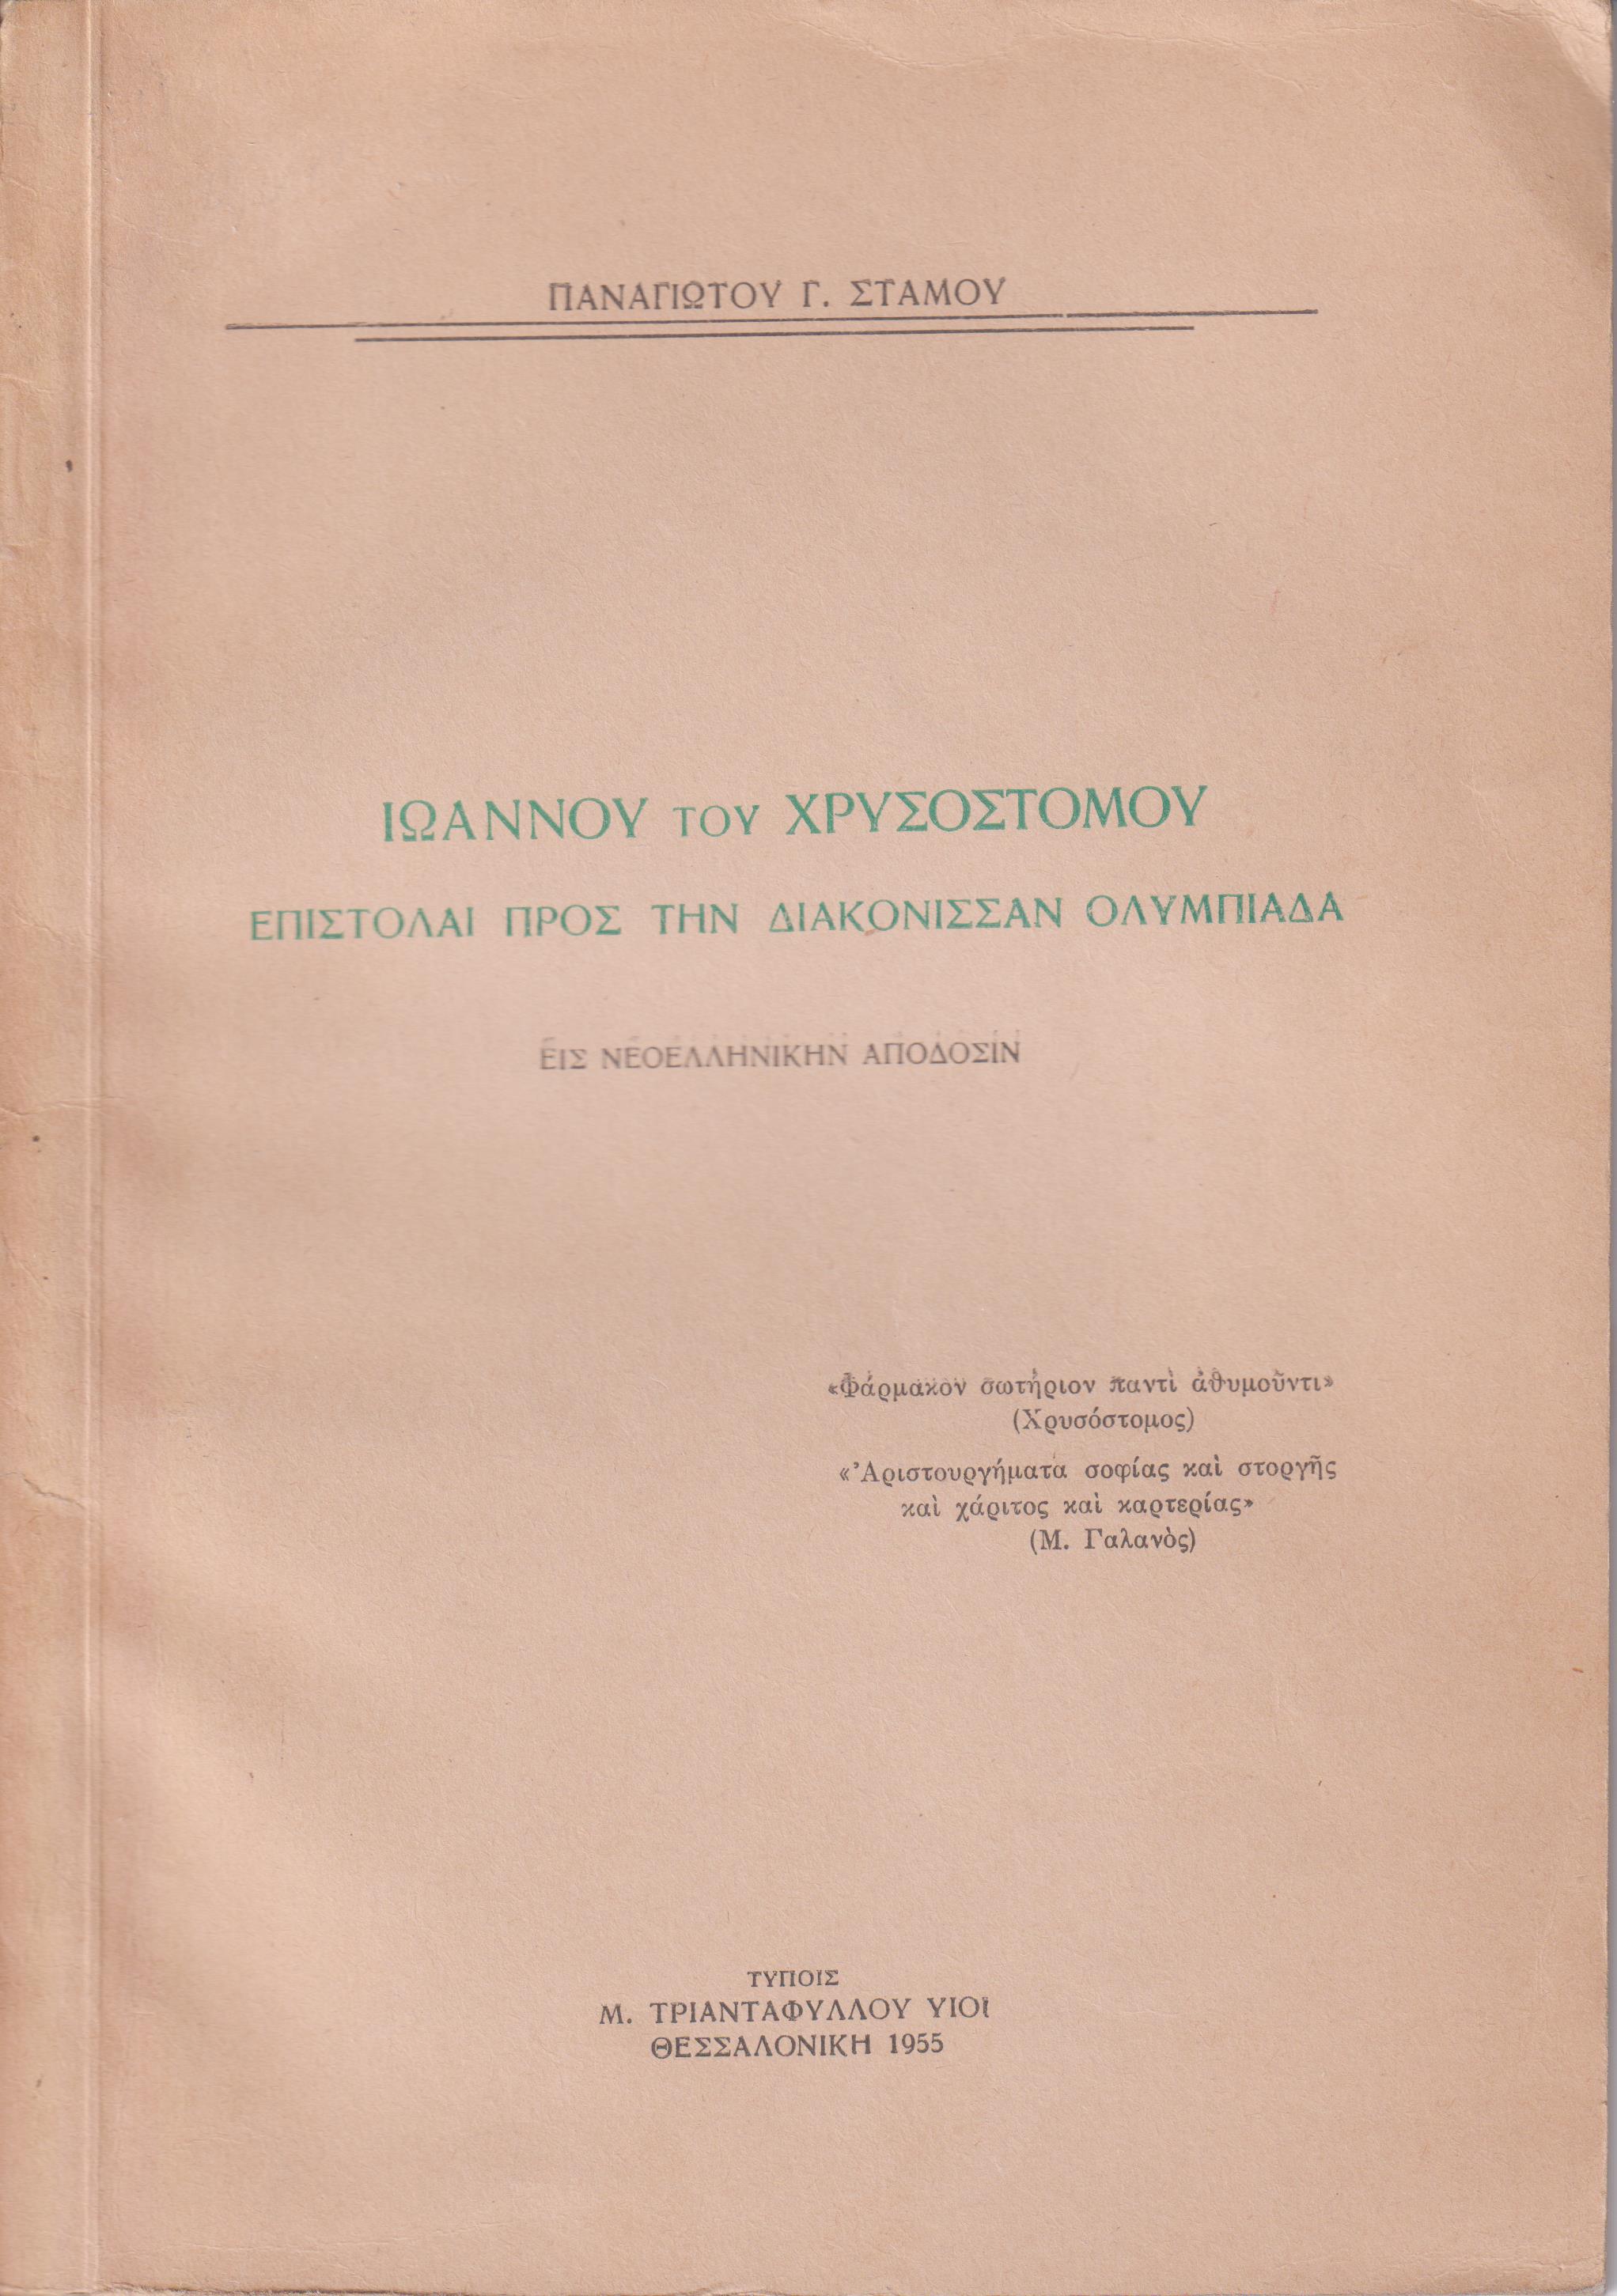 ΠΑΝΑΓΙΩΤΟΥ Γ. ΣΤΑΜΟΥ
ΙΩΑΝΝΟΥ ΤΟΥ ΧΡΥΣΟΣΤΟΜΟΥ
ΕΠΙΣΤΟΛΑΙ ΠΡΟΣ ΤΗΝ ΔΙΑΚΟΝΙΣΣΑΝ ΟΛΥΜΠΙΑΔΑ
ΕΙΣ ΝΕΟΕΛΛΗΝΙΚΗΝ ΑΠΟΔΟΣΙΝ
«Φάρμακον σωτήριον παντὶ ἀθυμοῦντι»
(Χρυσόστομος)
«Ἀριστουργήματα σοφίας καὶ στοργῆς
καὶ χάριτος καὶ καρτερίας»
(Μ. Γαλανὸς)
ΤΥΠΟΙΣ
Μ. ΤΡΙΑΝΤΑΦΥΛΛΟΥ ΥΙΟΙ
ΘΕΣΣΑΛΟΝΙΚΗ 1955